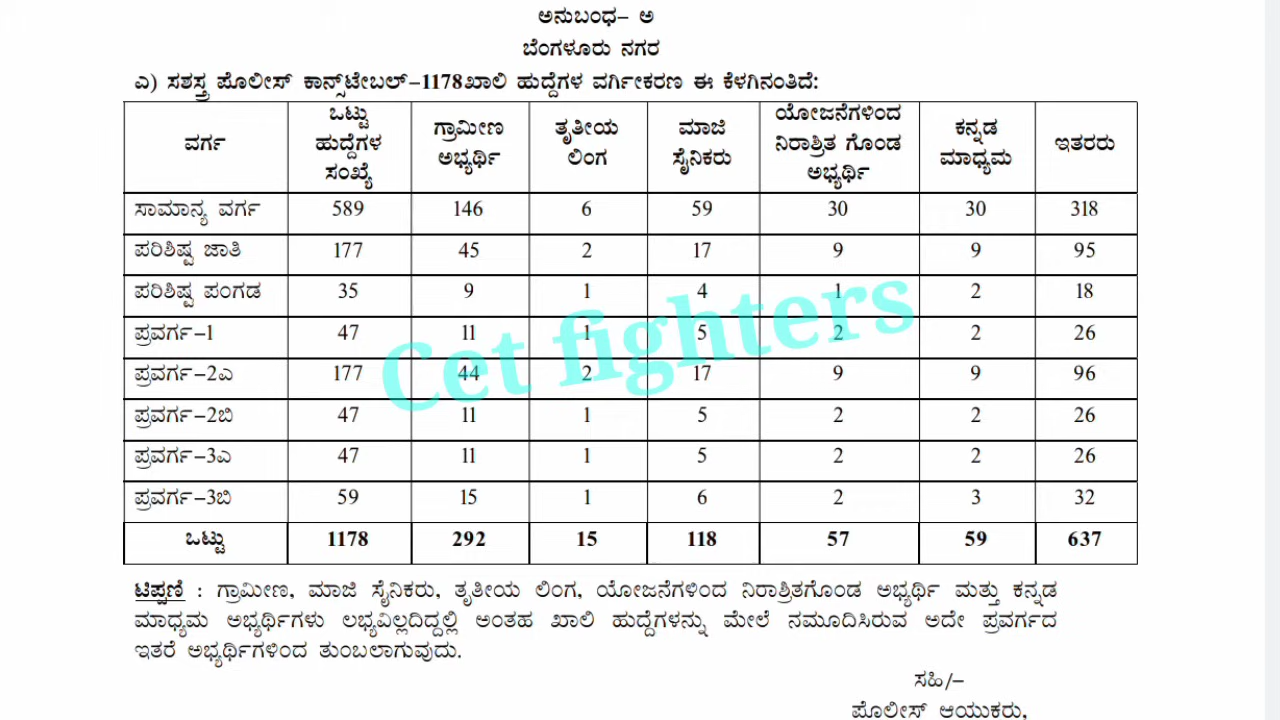 ಅನುಬಂಧ- ಅ
ಬೆಂಗಳೂರು ನಗರ
ಎ) ಸಶಸ್ತ್ರ ಪೊಲೀಸ್ ಕಾನ್ಸ್‌ಟೇಬಲ್-1178ಖಾಲಿ ಹುದ್ದೆಗಳ ವರ್ಗೀಕರಣ ಈ ಕೆಳಗಿನಂತಿದೆ:
ವರ್ಗ ಒಟ್ಟು ಹುದ್ದೆಗಳ ಸಂಖ್ಯೆ ಗ್ರಾಮೀಣ ಅಭ್ಯರ್ಥಿ ತೃತೀಯ ಲಿಂಗ ಮಾಜಿ ಸೈನಿಕರು ಯೋಜನೆಗಳಿಂದ ನಿರಾಶ್ರಿತ ಗೊಂಡ ಅಭ್ಯರ್ಥಿ ಕನ್ನಡ ಮಾಧ್ಯಮ ಇತರರು
ಸಾಮಾನ್ಯ ವರ್ಗ 589 146 6 59 30 30 318
ಪರಿಶಿಷ್ಟ ಜಾತಿ 177 45 2 17 9 9 95
ಪರಿಶಿಷ್ಟ ಪಂಗಡ 35 9 1 4 1 2 18
ಪ್ರವರ್ಗ-1 47 11 1 5 2 2 26
ಪ್ರವರ್ಗ-2ಎ 177 44 2 17 9 9 96
ಪ್ರವರ್ಗ-2ಬಿ 47 11 1 5 2 2 26
ಪ್ರವರ್ಗ-3ಎ 47 11 1 5 2 2 26
ಪ್ರವರ್ಗ-3ಬಿ 59 15 1 6 2 3 32
ಒಟ್ಟು 1178 292 15 118 57 59 637
Cet fighters
ಟಿಪ್ಪಣಿ : ಗ್ರಾಮೀಣ, ಮಾಜಿ ಸೈನಿಕರು, ತೃತೀಯ ಲಿಂಗ, ಯೋಜನೆಗಳಿಂದ ನಿರಾಶ್ರಿತಗೊಂಡ ಅಭ್ಯರ್ಥಿ ಮತ್ತು ಕನ್ನಡ
ಮಾಧ್ಯಮ ಅಭ್ಯರ್ಥಿಗಳು ಲಭ್ಯವಿಲ್ಲದಿದ್ದಲ್ಲಿ ಅಂತಹ ಖಾಲಿ ಹುದ್ದೆಗಳನ್ನು ಮೇಲೆ ನಮೂದಿಸಿರುವ ಅದೇ ಪ್ರವರ್ಗದ
ಇತರೆ ಅಭ್ಯರ್ಥಿಗಳಿಂದ ತುಂಬಲಾಗುವುದು.
ಸಹಿ/-
ಪೊಲೀಸ್ ಆಯುಕರು,